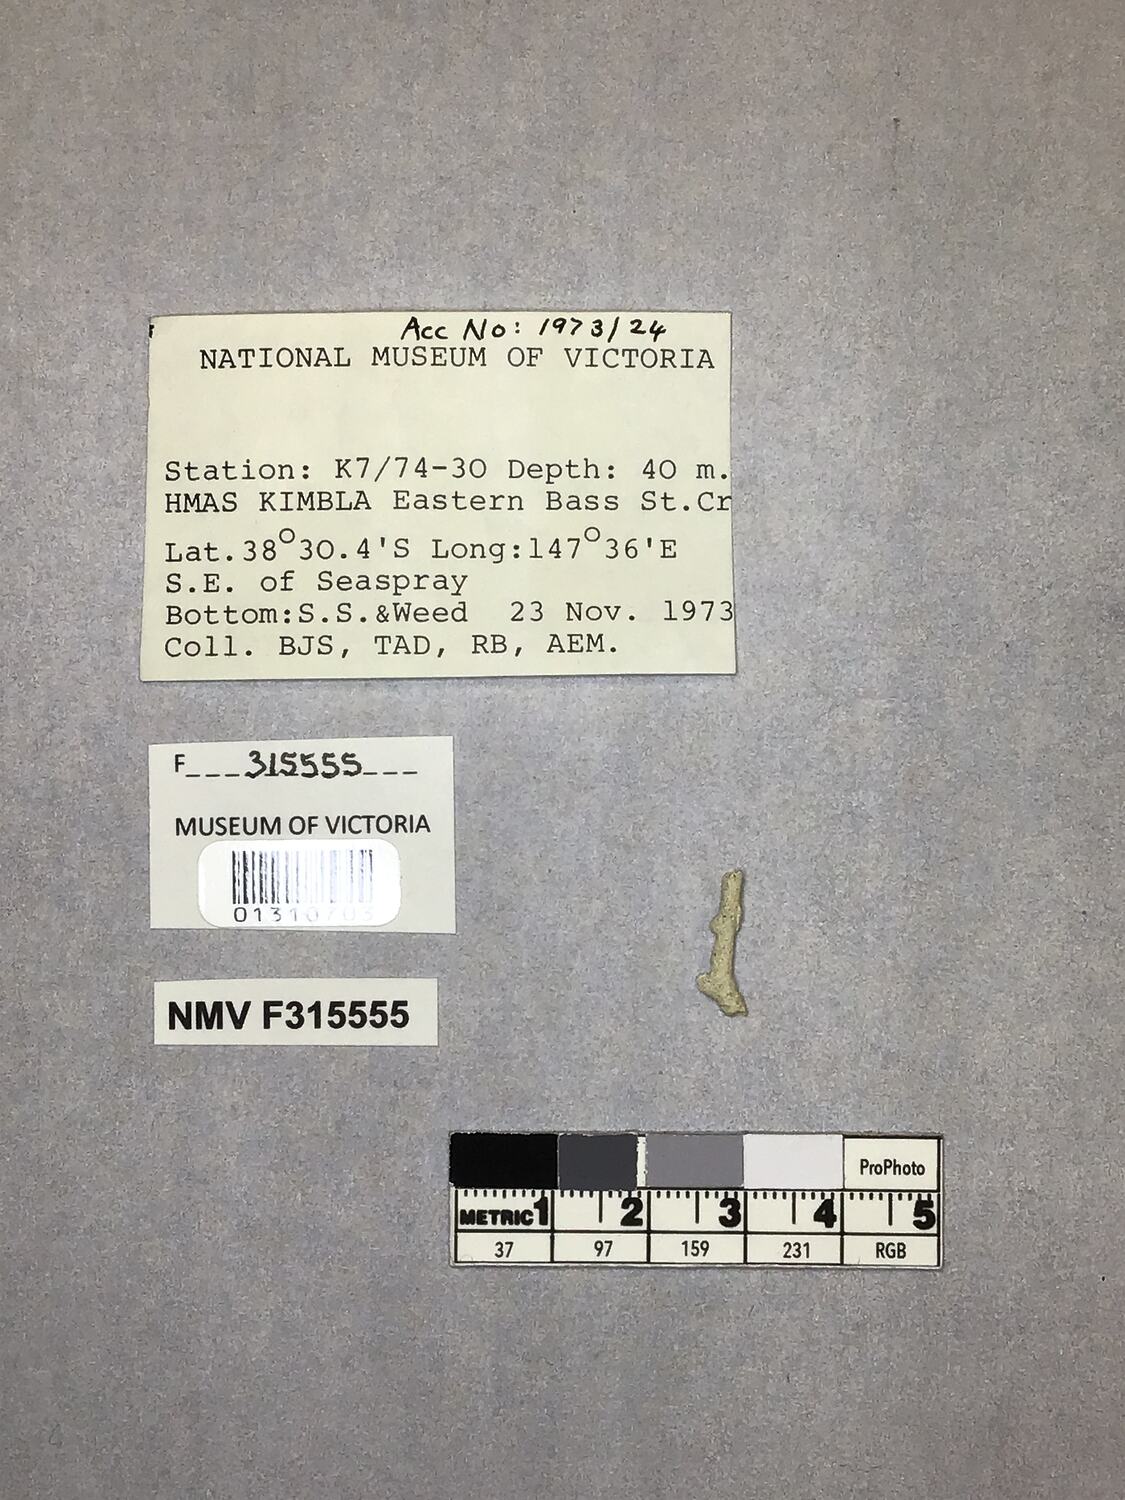 Acc No: 1973/24
NATIONAL MUSEUM OF VICTORIA
Station: K7/74-30 Depth: 40 m.
HMAS KIMBLA Eastern Bass St.Cr
Lat.38°30.4'S Long:147°36'E
S.E. of Seaspray
Bottom:S.S.&Weed 23 Nov. 1973
Coll. BJS, TAD, RB, AEM.
F___315555___
MUSEUM OF VICTORIA
01310703
NMV F315555
ProPhoto
METRIC 1 2 3 4 5
37 97 159 231 RGB